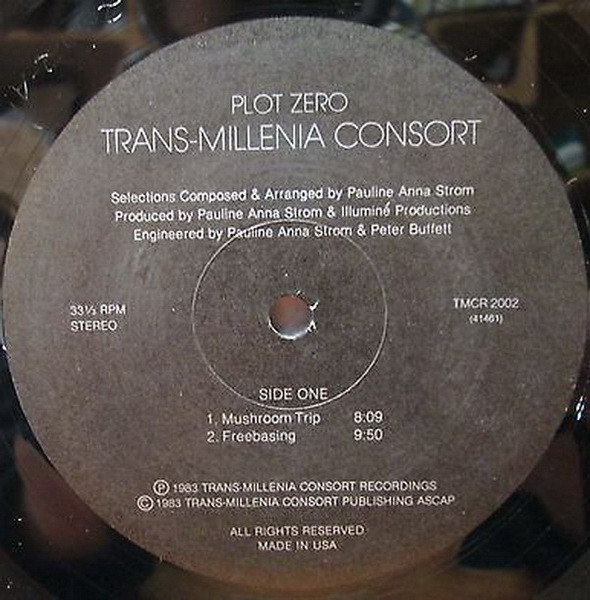 PLOT ZERO
TRANS-MILLENIA CONSORT
Selections Composed & Arranged by Pauline Anna Strom
Produced by Pauline Anna Strom & Illuminé Productions
Engineered by Pauline Anna Strom & Peter Buffett
33⅓ RPM
STEREO
TMCR 2002
(41461)
SIDE ONE
1. Mushroom Trip 8:09
2. Freebasing 9:50
Ⓟ 1983 TRANS-MILLENIA CONSORT RECORDINGS
© 1983 TRANS-MILLENIA CONSORT PUBLISHING ASCAP
ALL RIGHTS RESERVED
MADE IN USA